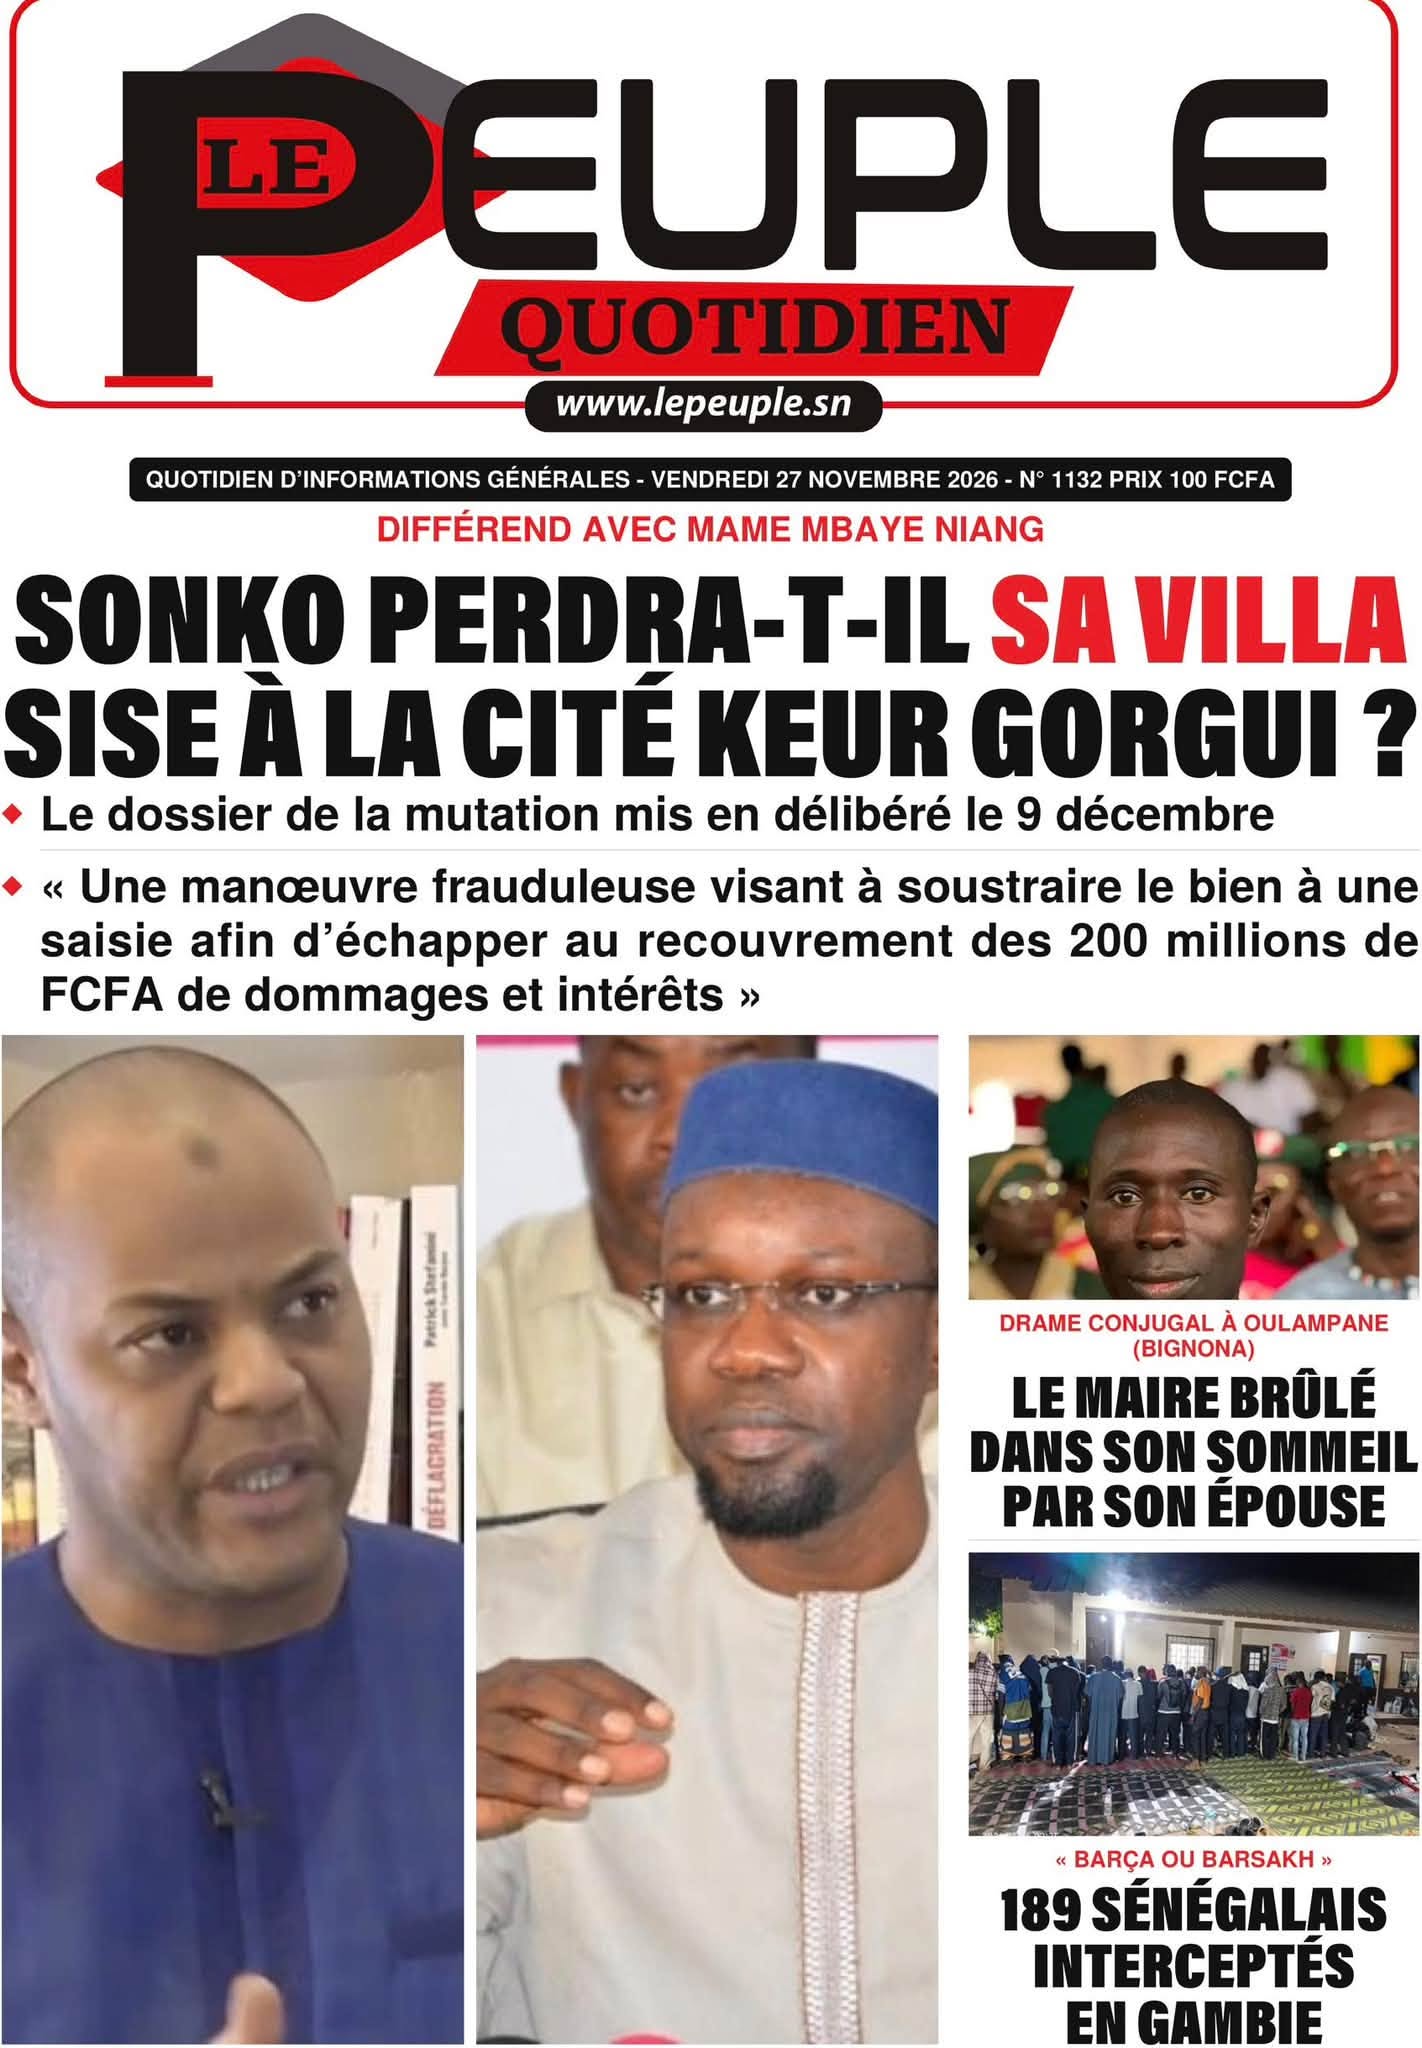 LE PEUPLE
QUOTIDIEN
www.lepeuple.sn
QUOTIDIEN D'INFORMATIONS GÉNÉRALES - VENDREDI 27 NOVEMBRE 2026 - N° 1132 PRIX 100 FCFA
DIFFÉREND AVEC MAME MBAYE NIANG
SONKO PERDRA-T-IL SA VILLA
SISE À LA CITÉ KEUR GORGUI ?
Le dossier de la mutation mis en délibéré le 9 décembre
« Une manœuvre frauduleuse visant à soustraire le bien à une
saisie afin d'échapper au recouvrement des 200 millions de
FCFA de dommages et intérêts »
Patrick Stefanini
DÉFLAGRATION
DRAME CONJUGAL À OULAMPANE
(BIGNONA)
LE MAIRE BRÛLÉ
DANS SON SOMMEIL
PAR SON ÉPOUSE
« BARÇA OU BARSAKH »
189 SÉNÉGALAIS
INTERCEPTÉS
EN GAMBIE